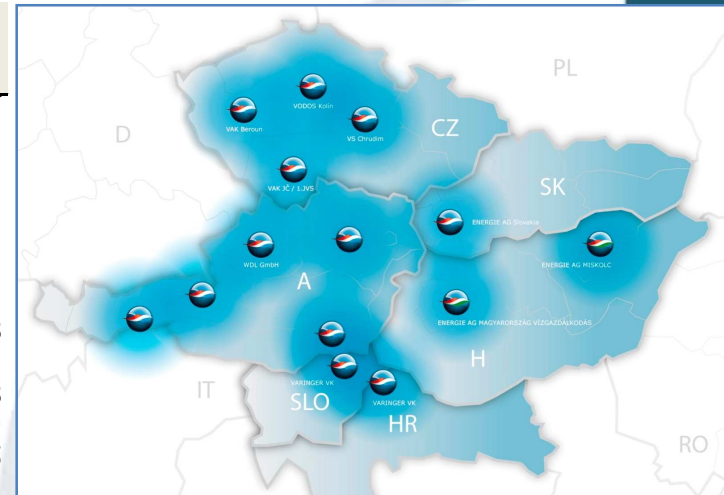 PL
D
VODOS Kolín
VAK Beroun
VS Chrudim
CZ
VAK JČ / 1.JVS
SK
ENERGIE AG Slovakia
WDL GmbH
ENERGIE AG MISKOLC
A
ENERGIE AG MAGYARORSZÁG VÍZGAZDÁLKODÁS
H
IT
VARINGER VK
SLO
VARINGER VK
HR
RO